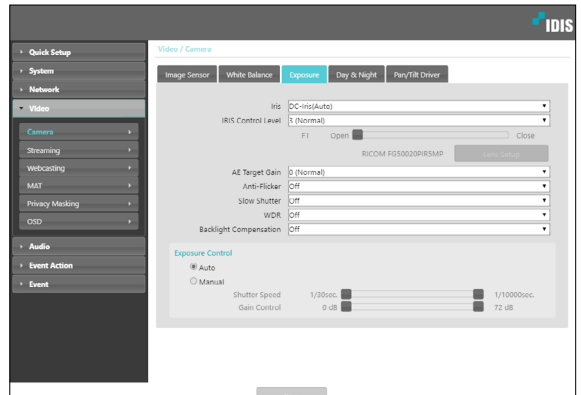 IDIS
Quick Setup
System
Network
Video
Camera
Streaming
Webcasting
MAT
Privacy Masking
OSD
Audio
Event Action
Event
Video / Camera
Image Sensor White Balance Exposure Day & Night Pan/Tilt Driver
Iris DC-Iris(Auto)
IRIS Control Level 3 (Normal)
F1 Open Close
RICOM FG50020PIR5MP Lens Setup
AE Target Gain 0 (Normal)
Anti-Flicker Off
Slow Shutter Off
WDR Off
Backlight Compensation Off
Exposure Control
Auto
Manual
Shutter Speed 1/30sec. 1/10000sec.
Gain Control 0 dB 72 dB